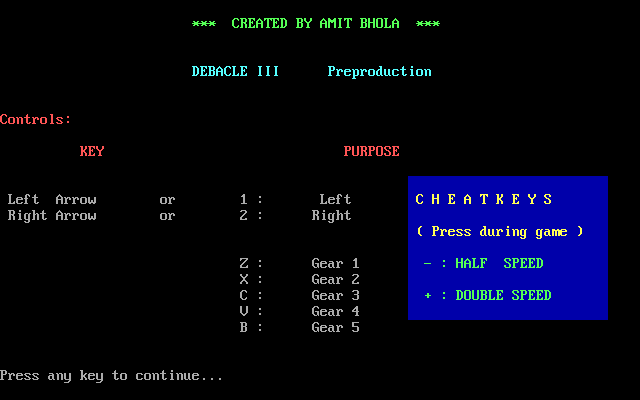 *** CREATED BY AMIT BHOLA ***
DEBACLE III Preproduction
Controls:
KEY PURPOSE
Left Arrow or 1 : Left
Right Arrow or 2 : Right
Z : Gear 1
X : Gear 2
C : Gear 3
V : Gear 4
B : Gear 5
C H E A T K E Y S
( Press during game )
- : HALF SPEED
+ : DOUBLE SPEED
Press any key to continue...